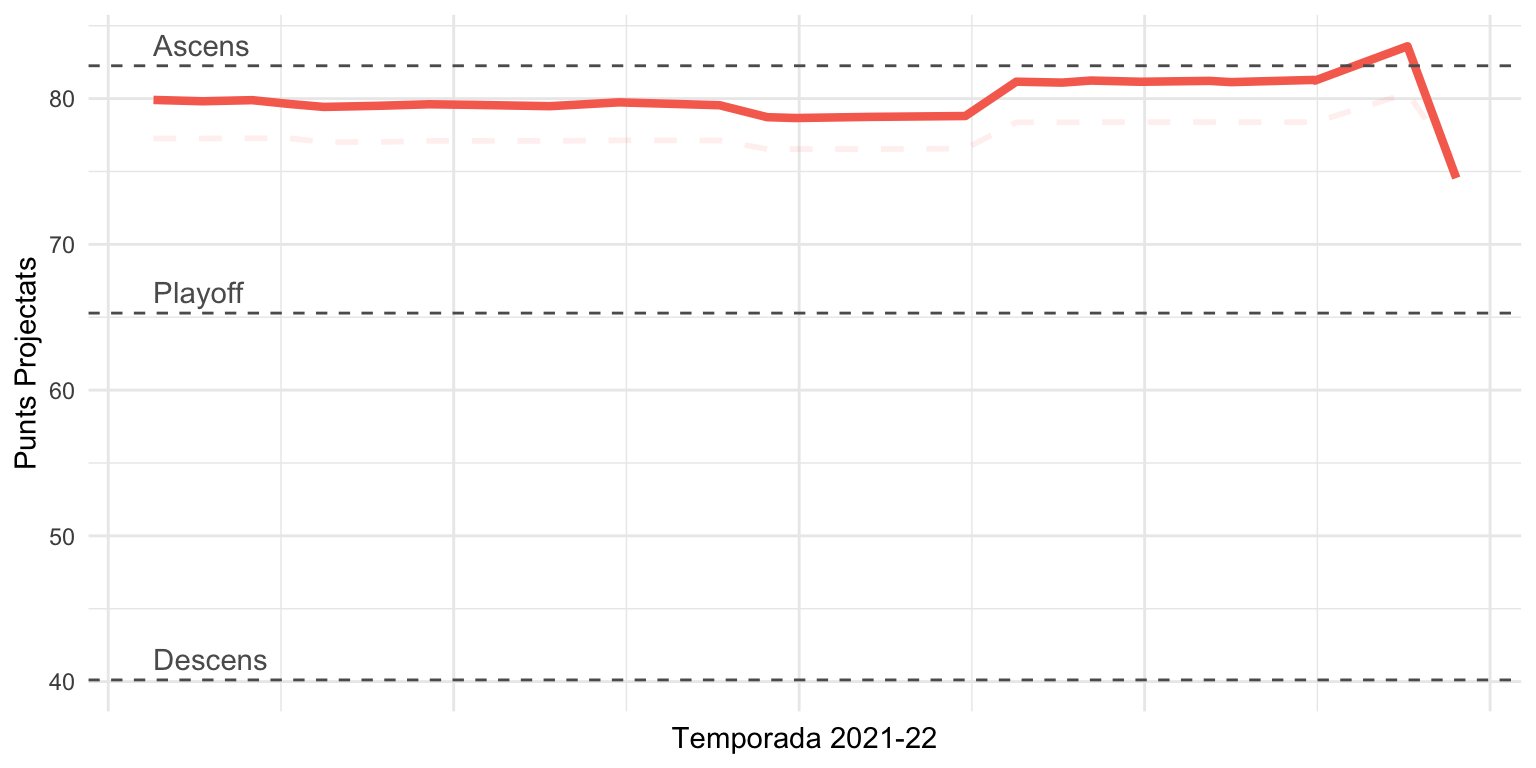 Ascens
80
70
Playoff
60
50
Descens
40
Punts Projectats
Temporada 2021-22